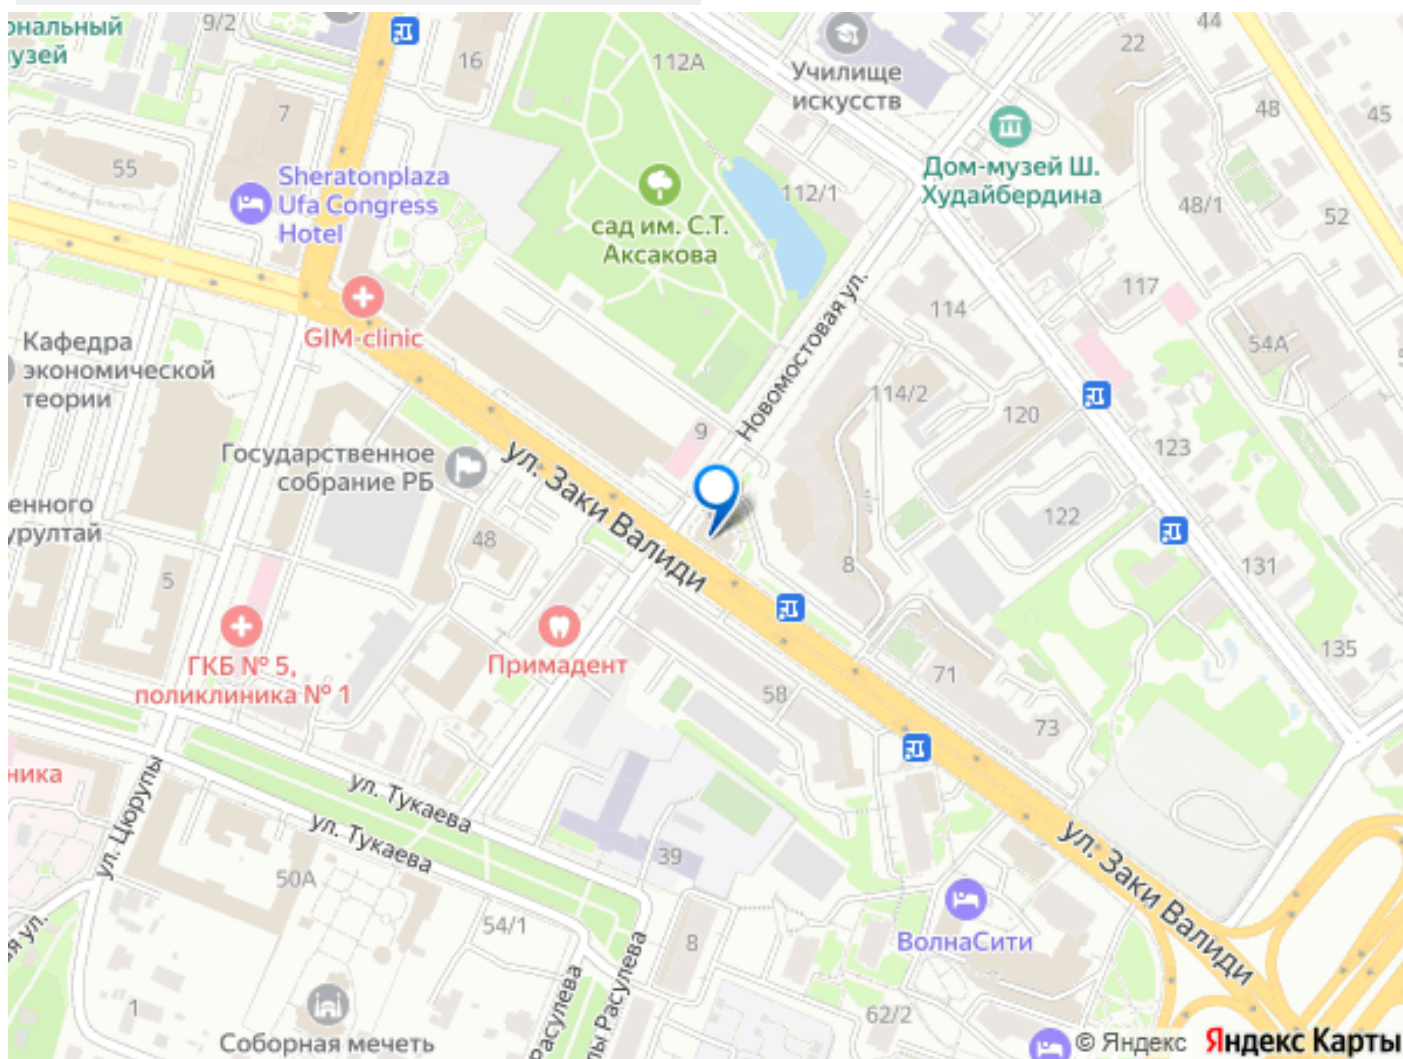 ональный
узей
9/2
16
112А
Училище
искусств
22
44
48
45
7
55
Sheratonplaza
Ufa Congress
Hotel
сад им. С.Т.
Аксакова
112/1
Дом-музей Ш.
Худайбердина
48/1
52
GIM-clinic
Новомостовая ул.
114
117
54А
Кафедра
экономической
теории
114/2
120
9
123
Государственное
собрание РБ
ул. Заки Валиди
енного
урултай
48
122
5
8
131
ГКБ № 5,
поликлиника № 1
Примадент
58
71
135
73
ника
ул. Цюрупы
ул. Тукаева
ул. Тукаева
50А
39
ул. Заки Валиди
54/1
8
ВолнаСити
я ул.
Расулева
лы Расулева
62/2
1
Соборная мечеть
© Яндекс Яндекс Карты